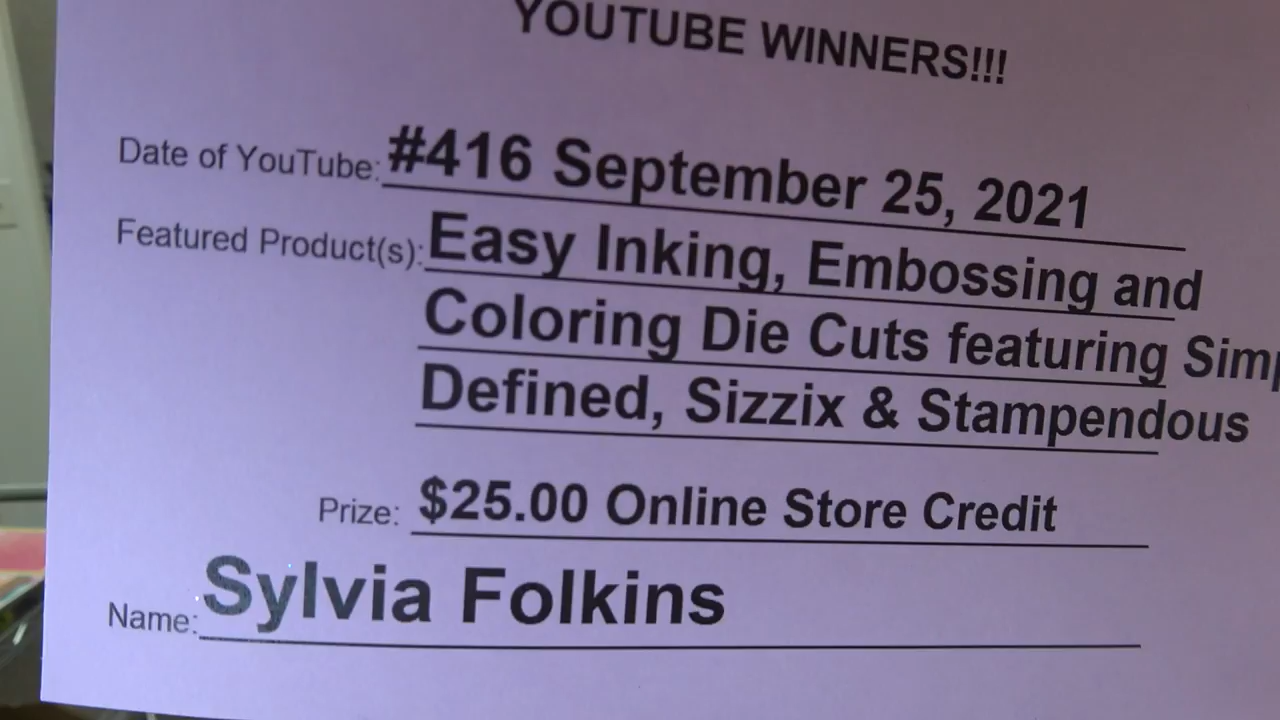 YOUTUBE WINNERS!!!
Date of YouTube: #416 September 25, 2021
Featured Product(s): Easy Inking, Embossing and
Coloring Die Cuts featuring
Defined, Sizzix & Stampendous
Prize: $25.00 Online Store Credit
Name: Sylvia Folkins